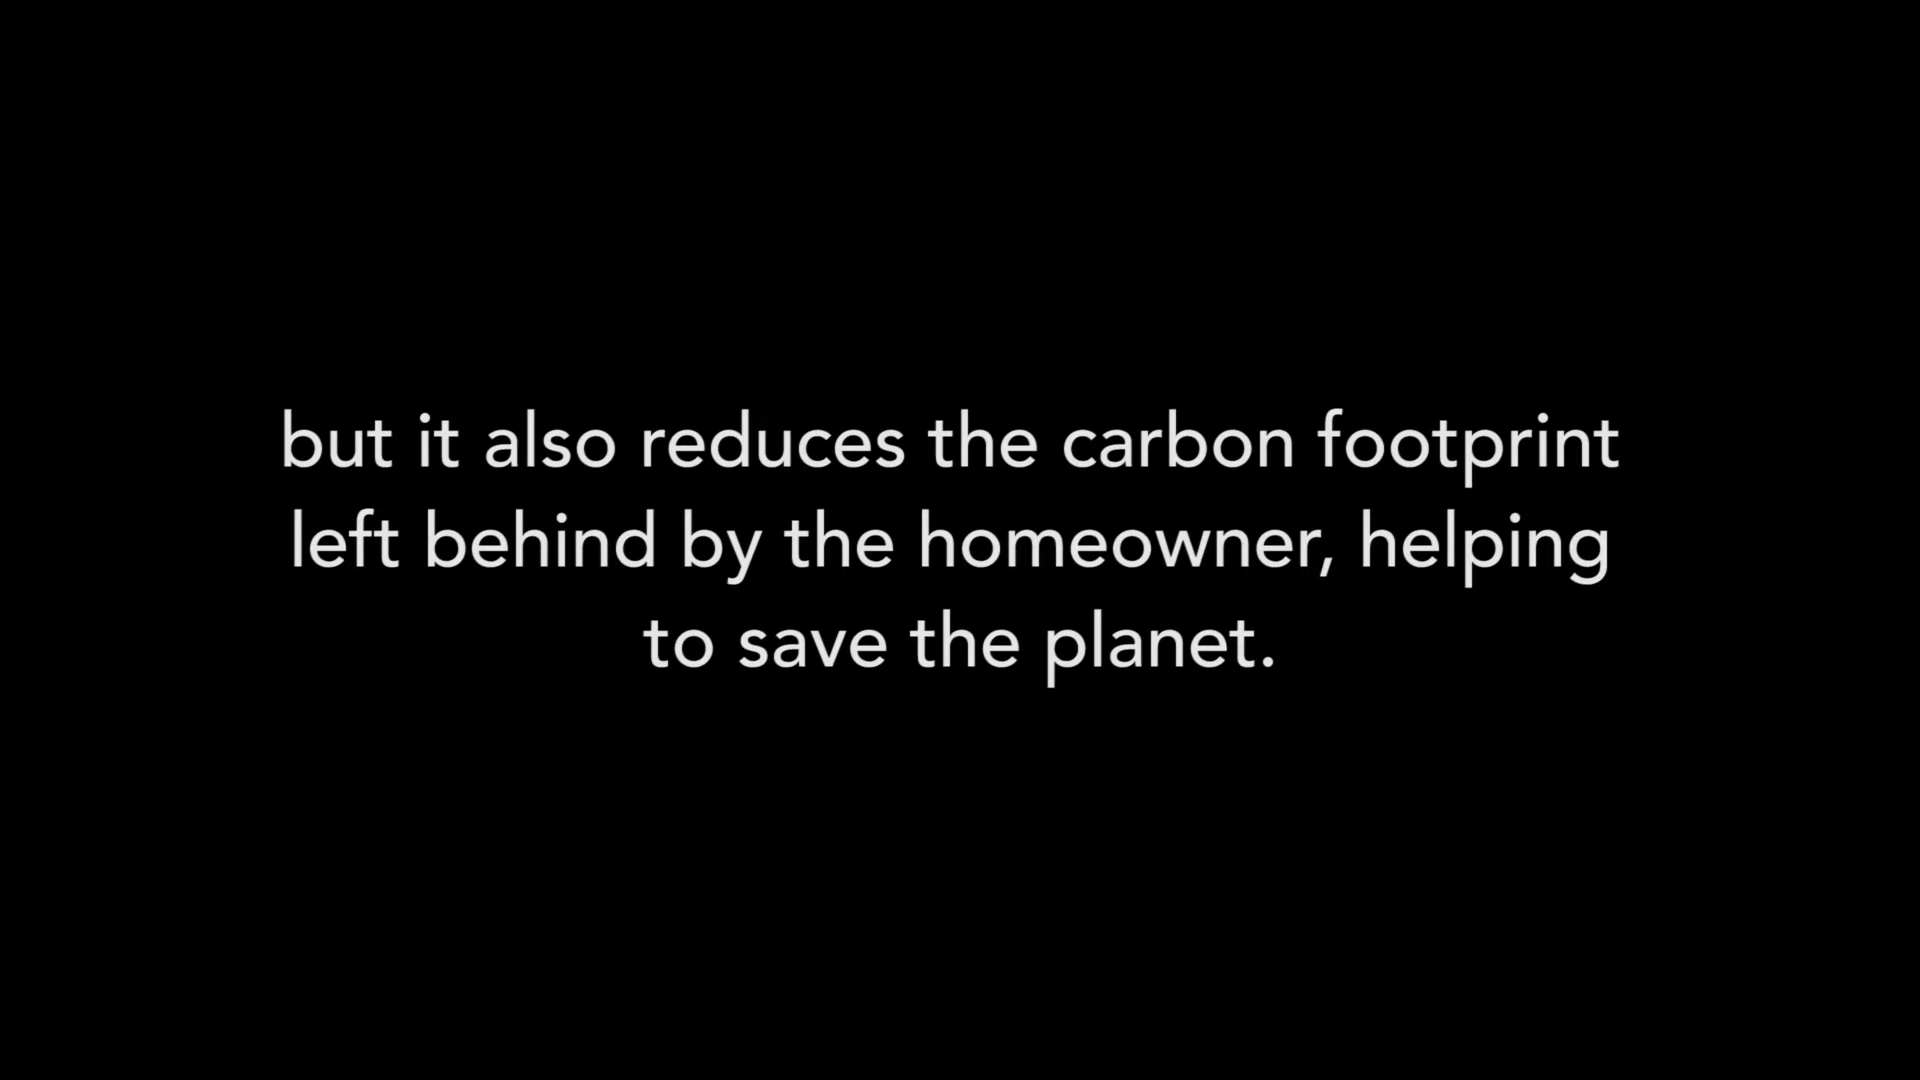 but it also reduces the carbon footprint
left behind by the homeowner, helping
to save the planet.